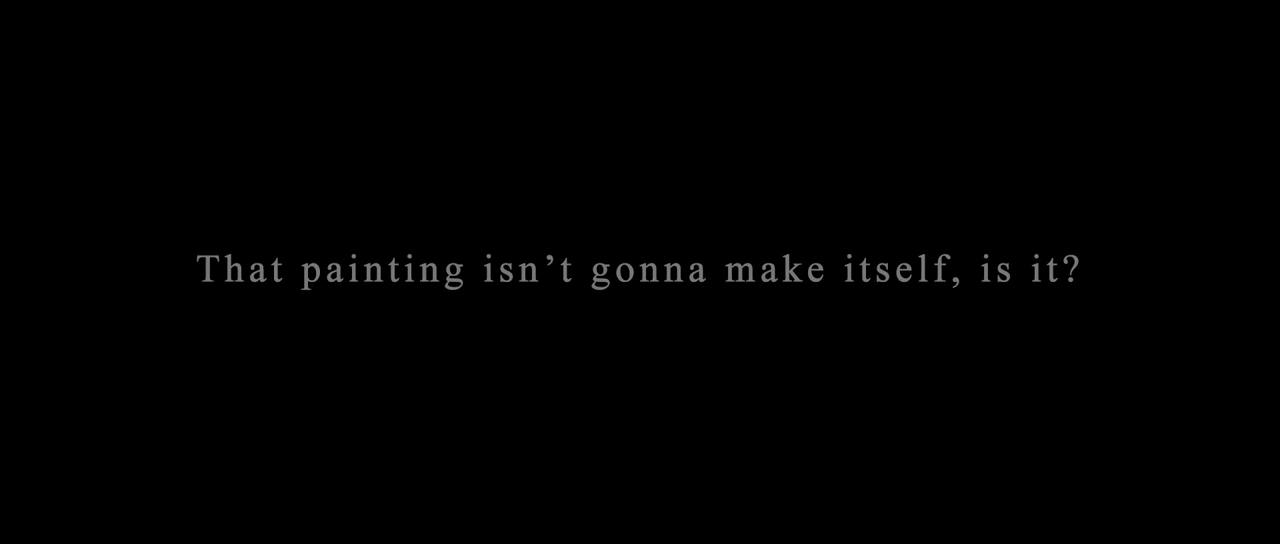 That painting isn’t gonna make itself, is it?